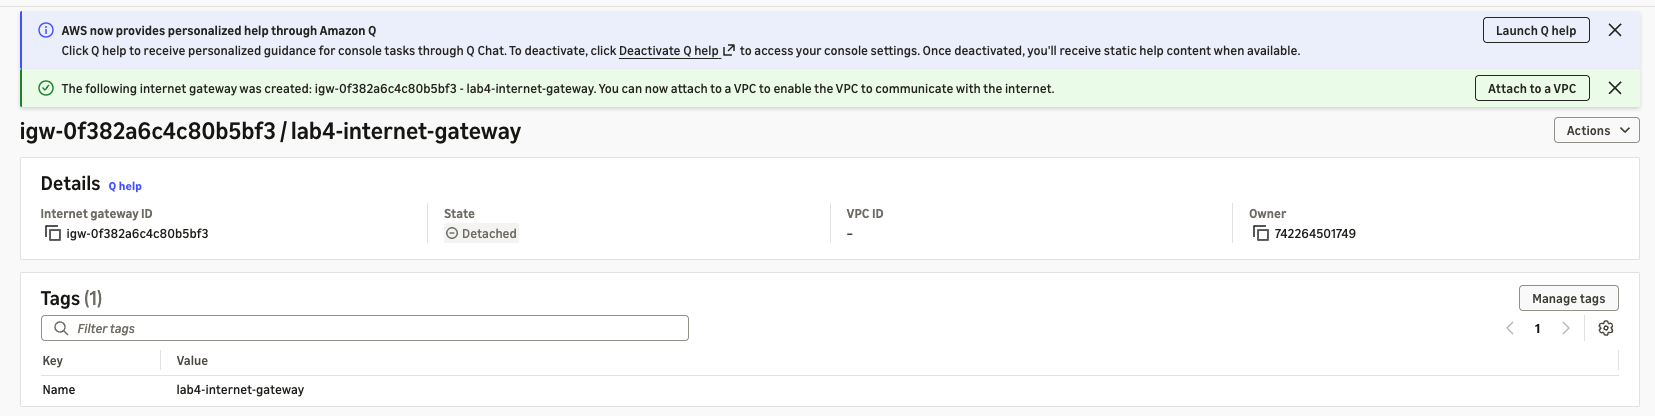 AWS now provides personalized help through Amazon Q
Click Q help to receive personalized guidance for console tasks through Q Chat. To deactivate, click Deactivate Q help to access your console settings. Once deactivated, you'll receive static help content when available.
Launch Q help
The following internet gateway was created: igw-0f382a6c4c80b5bf3 - lab4-internet-gateway. You can now attach to a VPC to enable the VPC to communicate with the internet.
Attach to a VPC
igw-0f382a6c4c80b5bf3 / lab4-internet-gateway
Actions
Details Q help
Internet gateway ID
igw-0f382a6c4c80b5bf3
State
Detached
VPC ID
–
Owner
742264501749
Tags (1)
Manage tags
Filter tags
1
Key Value
Name lab4-internet-gateway